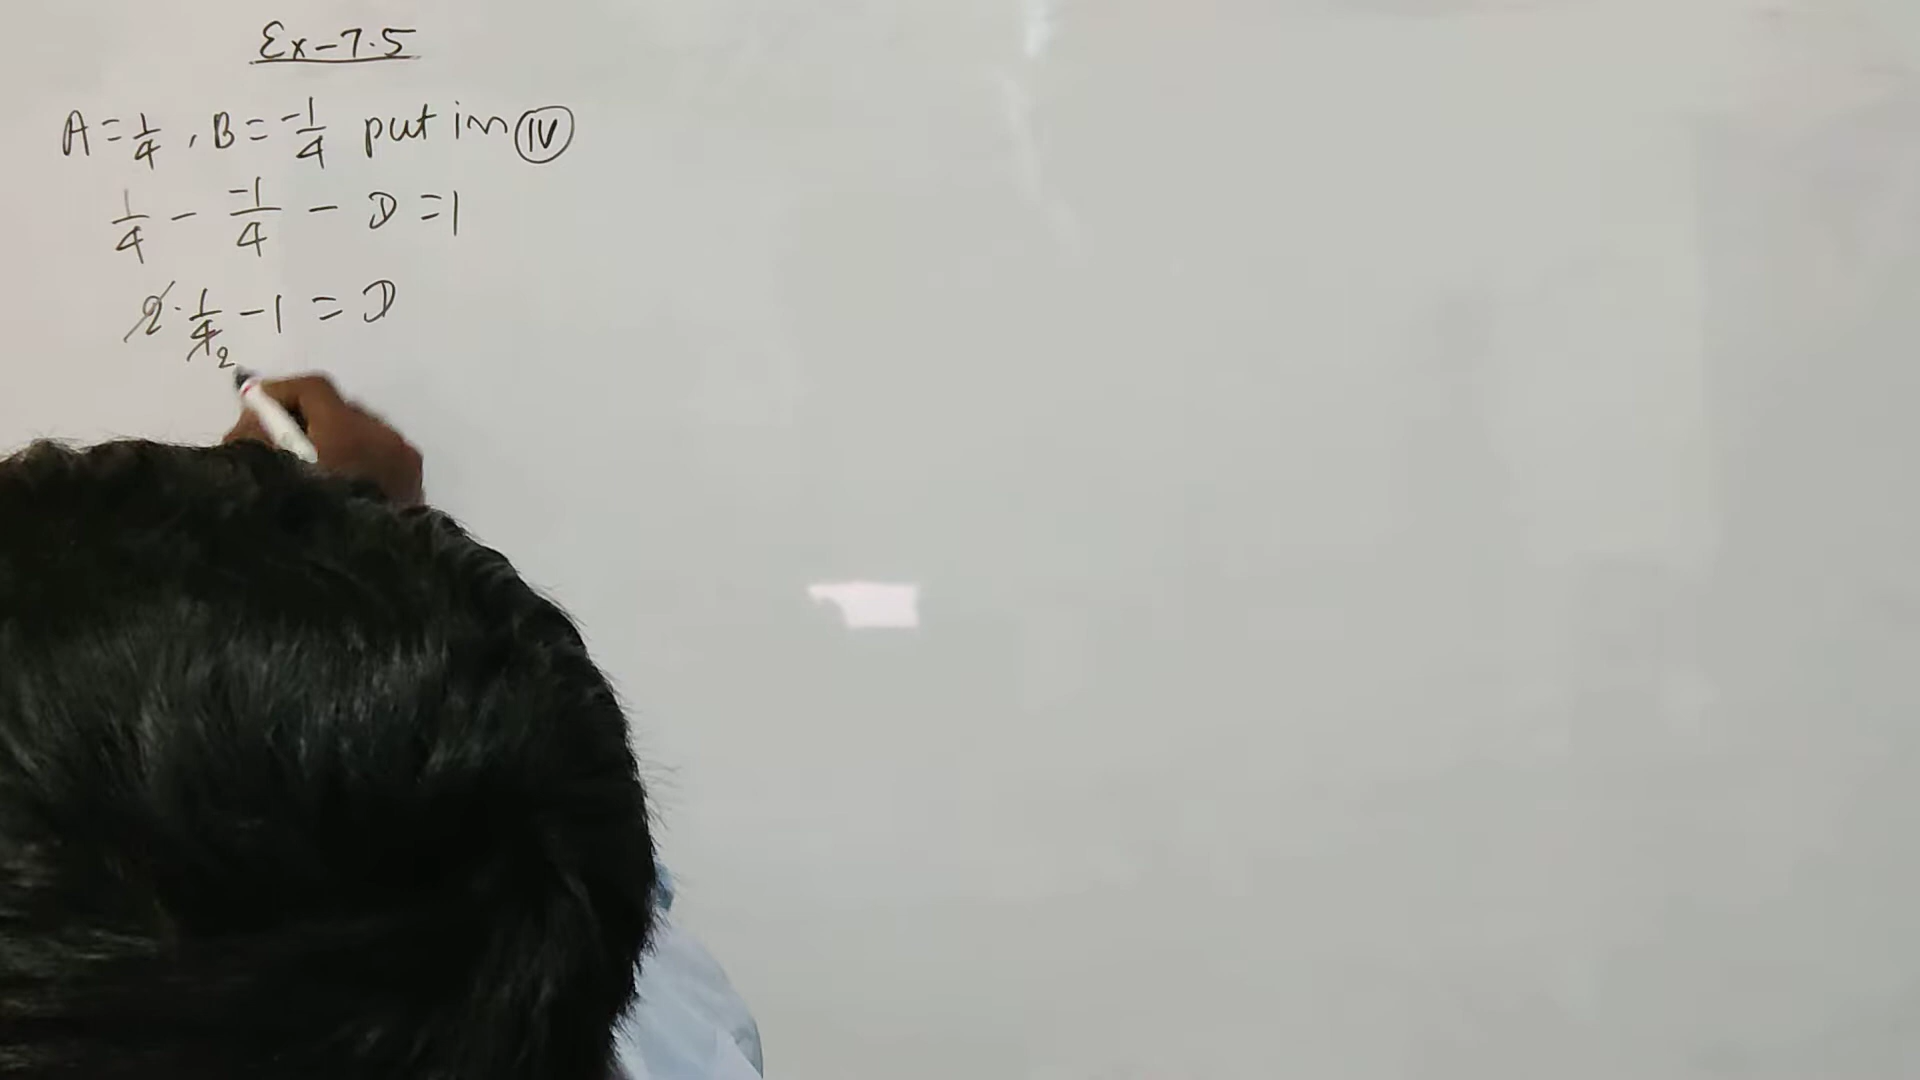 Ex-7.5
A = 1/4, B = -1/4 put in IV
1/4 - -1/4 - D = 1
2 · 1/4 2 - 1 = D